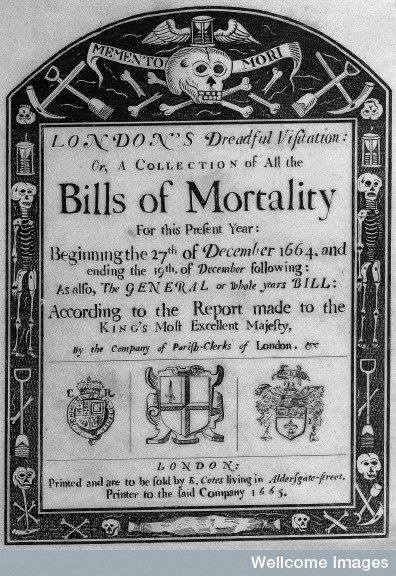 MEMENTO MORI
LONDON'S Dreadful Viſitation:
Or, A COLLECTION of All the
Bills of Mortality
For this Preſent Year:
Beginning the 27th of December 1664. and
ending the 19th. of December following:
As alſo, The GENERAL or whole years BILL:
According to the Report made to the
KING'S Moſt Excellent Majeſty,
By the Company of Pariſh-Clerks of London. &c
C R
LONDON:
Printed and are to be ſold by E. Cotes living in Alderſgate-ſtreet.
Printer to the ſaid Company 1665.
Wellcome Images